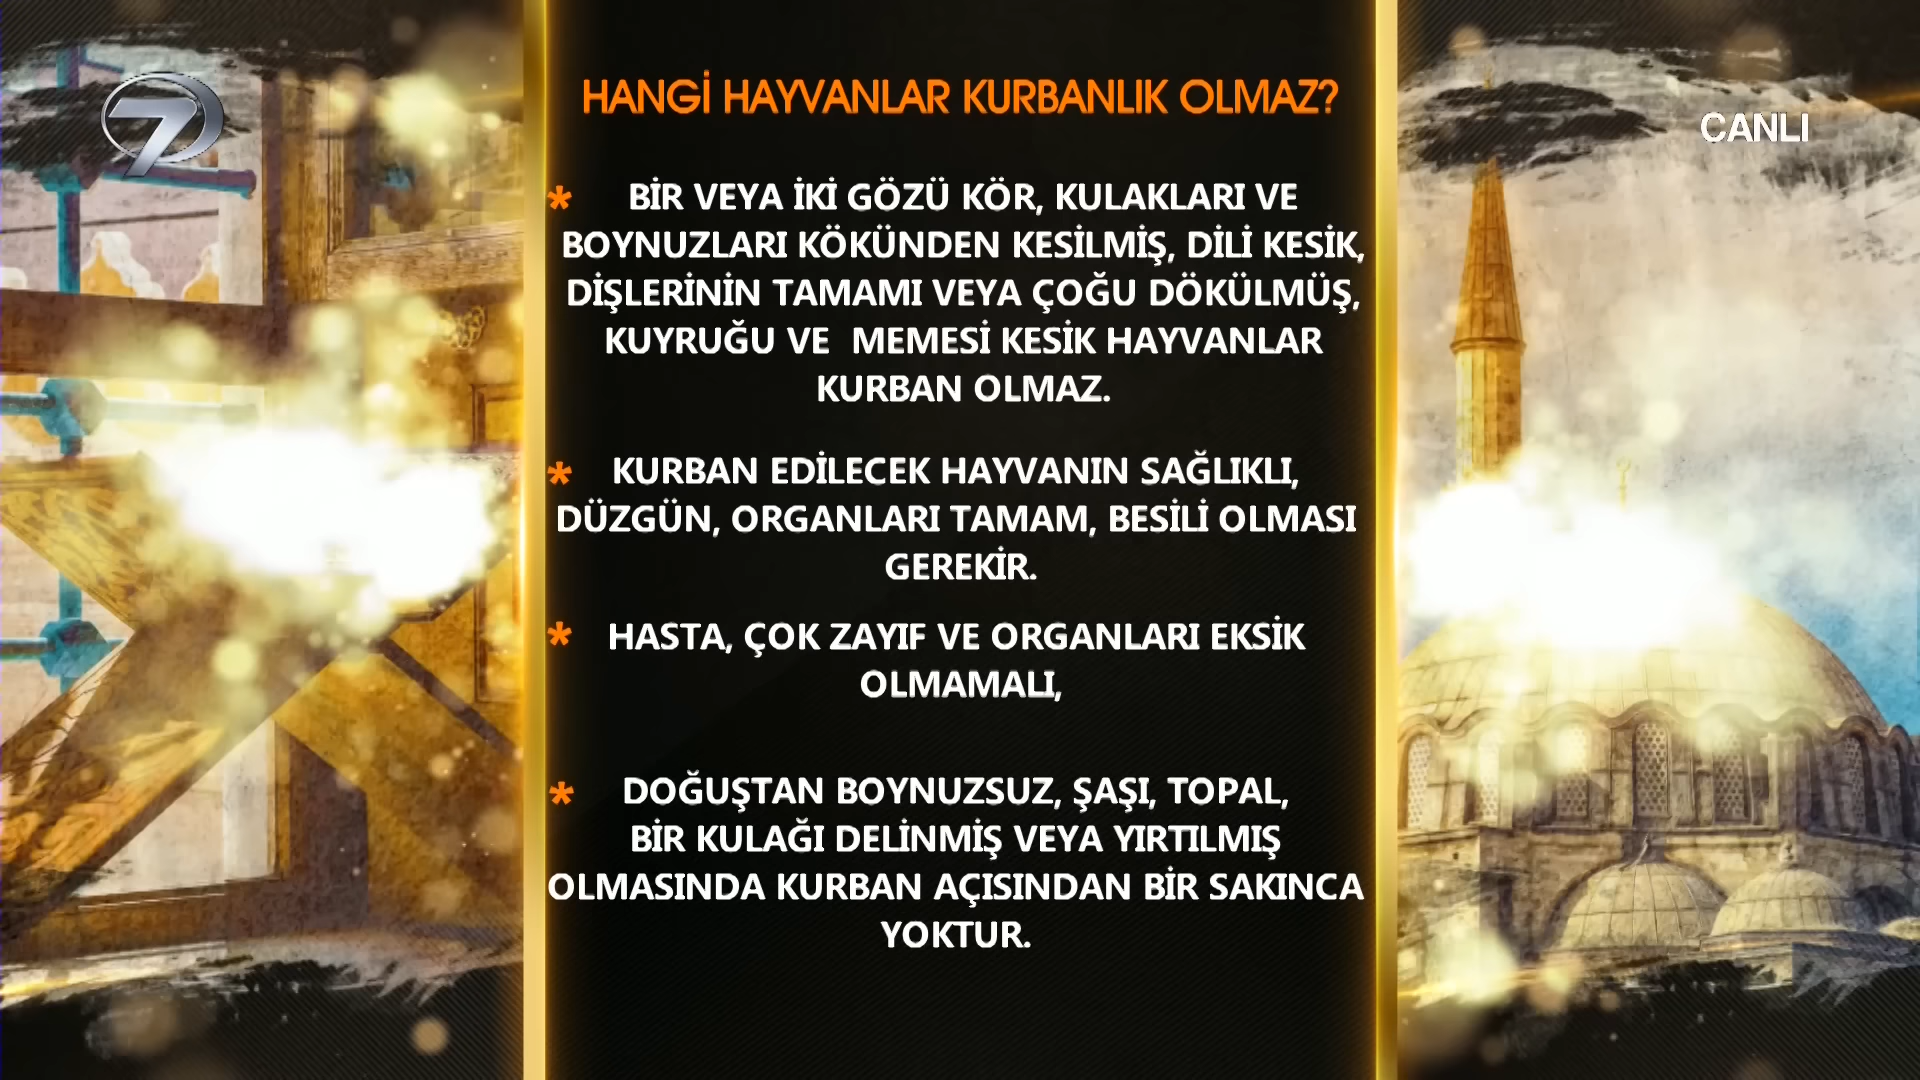 7
HANGİ HAYVANLAR KURBANLIK OLMAZ?
CANLI
* BİR VEYA İKİ GÖZÜ KÖR, KULAKLARI VE
BOYNUZLARI KÖKÜNDEN KESİLMİŞ, DİLİ KESİK,
DİŞLERİNİN TAMAMI VEYA ÇOĞU DÖKÜLMÜŞ,
KUYRUĞU VE  MEMESİ KESİK HAYVANLAR
KURBAN OLMAZ.
* KURBAN EDİLECEK HAYVANIN SAĞLIKLI,
DÜZGÜN, ORGANLARI TAMAM, BESİLİ OLMASI
GEREKİR.
* HASTA, ÇOK ZAYIF VE ORGANLARI EKSİK
OLMAMALI,
* DOĞUŞTAN BOYNUZSUZ, ŞAŞI, TOPAL,
BİR KULAĞI DELİNMİŞ VEYA YIRTILMIŞ
OLMASINDA KURBAN AÇISINDAN BİR SAKINCA
YOKTUR.